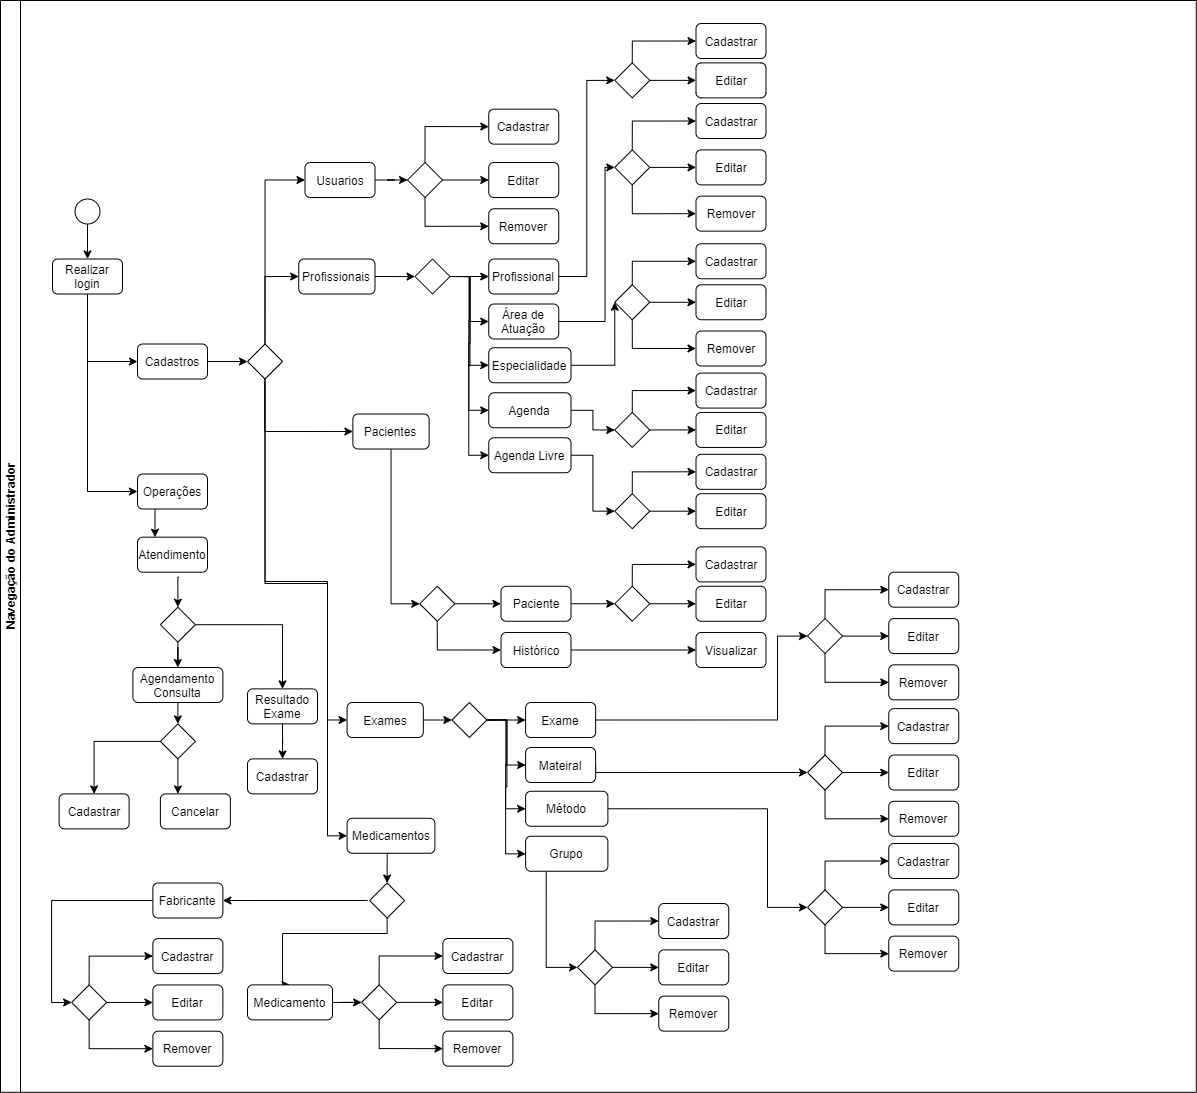 Navegação do Administrador
Realizar
login
Cadastros
Usuarios
Cadastrar
Editar
Remover
Profissionais
Profissional
Cadastrar
Editar
Área de
Atuação
Cadastrar
Editar
Remover
Especialidade
Cadastrar
Editar
Remover
Agenda
Cadastrar
Editar
Agenda Livre
Cadastrar
Editar
Pacientes
Paciente
Cadastrar
Editar
Histórico
Visualizar
Operações
Atendimento
Agendamento
Consulta
Cadastrar
Cancelar
Resultado
Exame
Cadastrar
Exames
Exame
Cadastrar
Editar
Remover
Mateiral
Cadastrar
Editar
Remover
Método
Cadastrar
Editar
Remover
Grupo
Cadastrar
Editar
Remover
Medicamentos
Fabricante
Cadastrar
Editar
Remover
Medicamento
Cadastrar
Editar
Remover